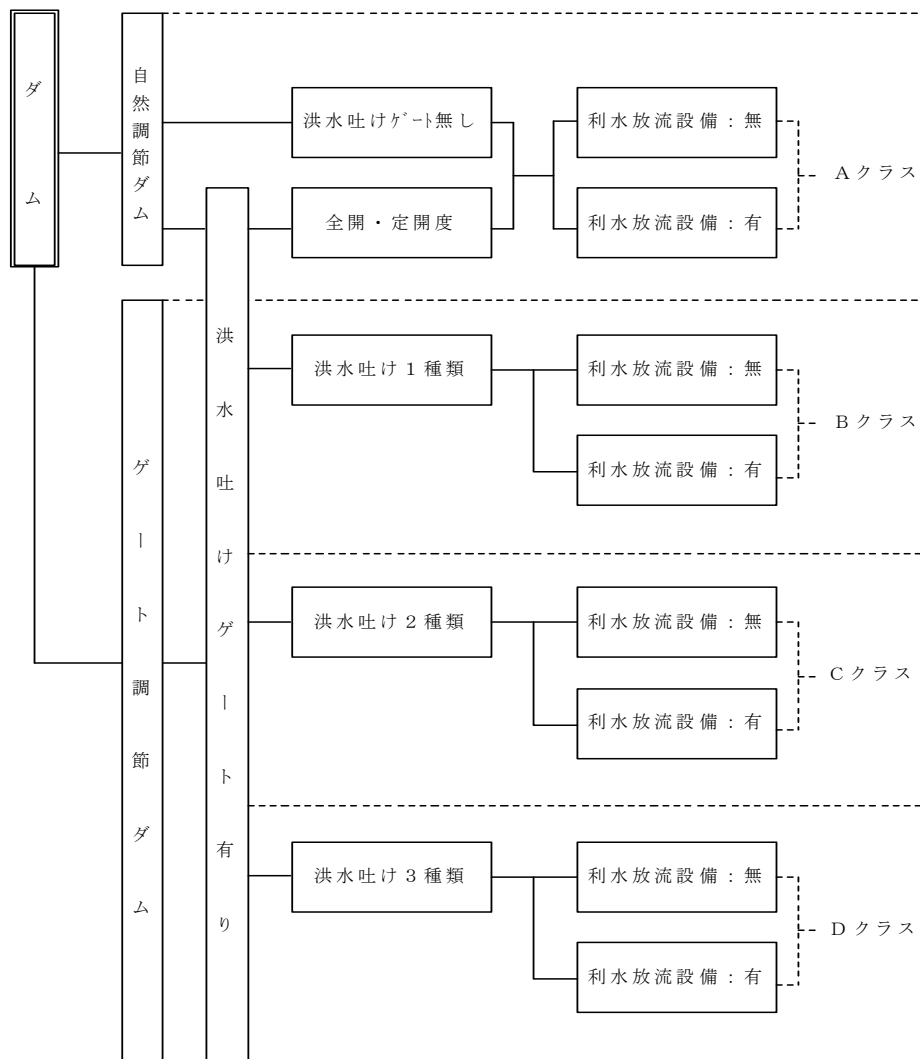 ダム
自然調節ダム
洪水吐けｹﾞｰﾄ無し
利水放流設備：無
Aクラス
全開・定開度
利水放流設備：有
洪水吐けゲート有り
ゲート調節ダム
洪水吐け１種類
利水放流設備：無
Bクラス
利水放流設備：有
洪水吐け２種類
利水放流設備：無
Cクラス
利水放流設備：有
洪水吐け３種類
利水放流設備：無
Dクラス
利水放流設備：有